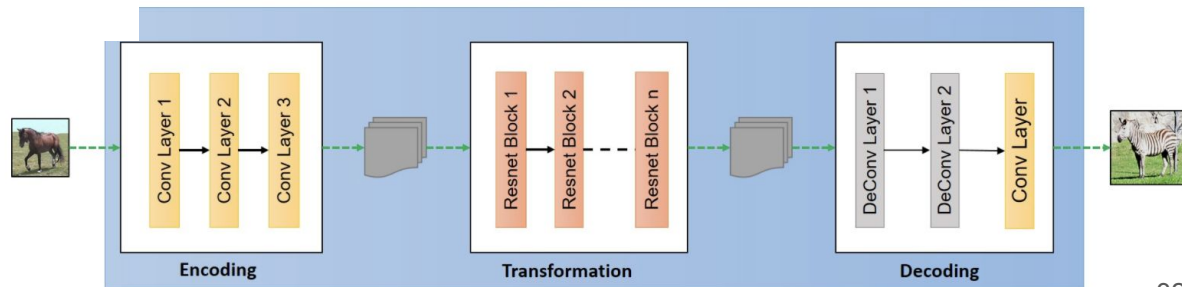 Conv Layer 1
Conv Layer 2
Conv Layer 3
Encoding
Resnet Block 1
Resnet Block 2
Resnet Block n
Transformation
DeConv Layer 1
DeConv Layer 2
Conv Layer
Decoding